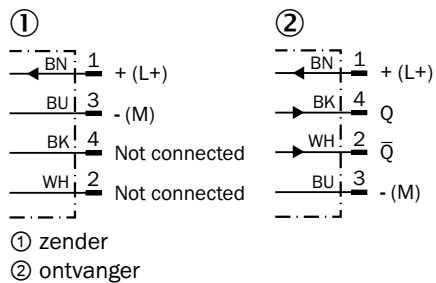 ① ②
BN 1 + (L+)
BU 3 - (M)
BK 4 Not connected
WH 2 Not connected
BN 1 + (L+)
BK 4 Q
WH 2 Q̅
BU 3 - (M)
① zender
② ontvanger